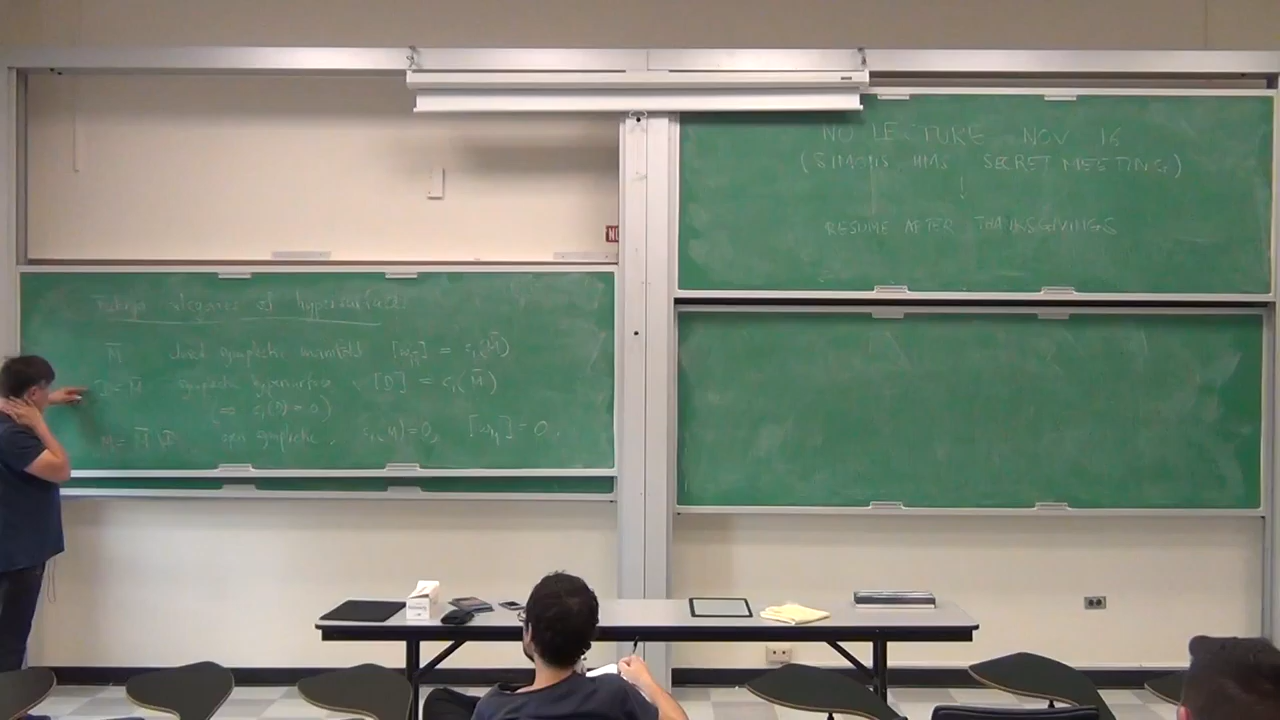 Fukaya categories of hypersurfaces
M̄ closed symplectic manifold [ω_M̄] = c₁(M̄)
D ⊂ M̄ symplectic hypersurface, [D] = c₁(M̄)
(⇒ c₁(D) = 0)
M = M̄ \ D open symplectic, c₁(M) = 0, [ω_M] = 0.
NO LECTURE NOV 16
(SIMONS HMS SECRET MEETING)
↓
RESUME AFTER THANKSGIVINGS